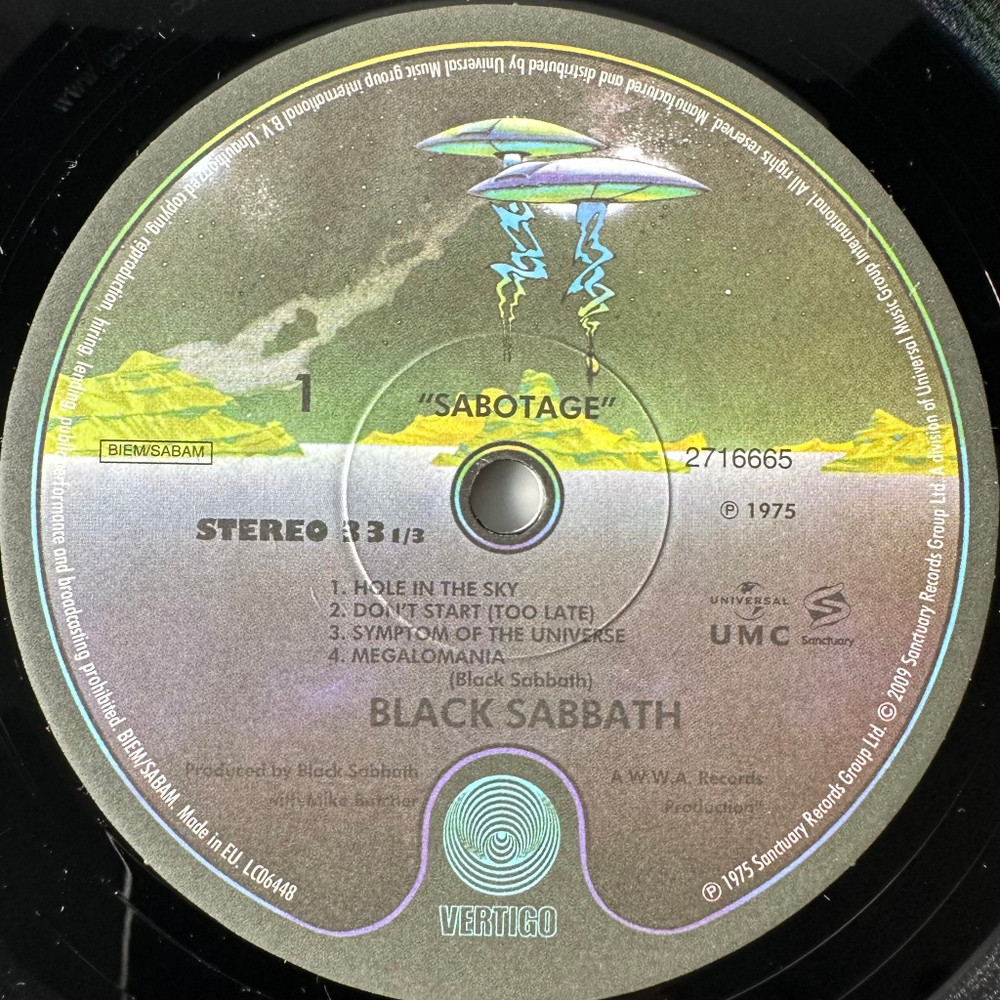 1
"SABOTAGE"
BIEM/SABAM
2716665
Ⓟ 1975
STEREO 33 1/3
1. HOLE IN THE SKY
2. DON'T START (TOO LATE)
3. SYMPTOM OF THE UNIVERSE
4. MEGALOMANIA
(Black Sabbath)
UNIVERSAL
UMC
Sanctuary
BLACK SABBATH
Produced by Black Sabbath
with Mike Butcher
A W.W.A. Records
Production"
VERTIGO
Ⓟ 1975 Sanctuary Records Group Ltd. © 2009 Sanctuary Records Group Ltd. A division of Universal Music Group International. All rights reserved. Manufactured and distributed by Universal Music group international B.V. Unauthorized copying, reproduction, hiring, lending, public performance and broadcasting prohibited BIEM/SABAM. Made in EU. LC06448